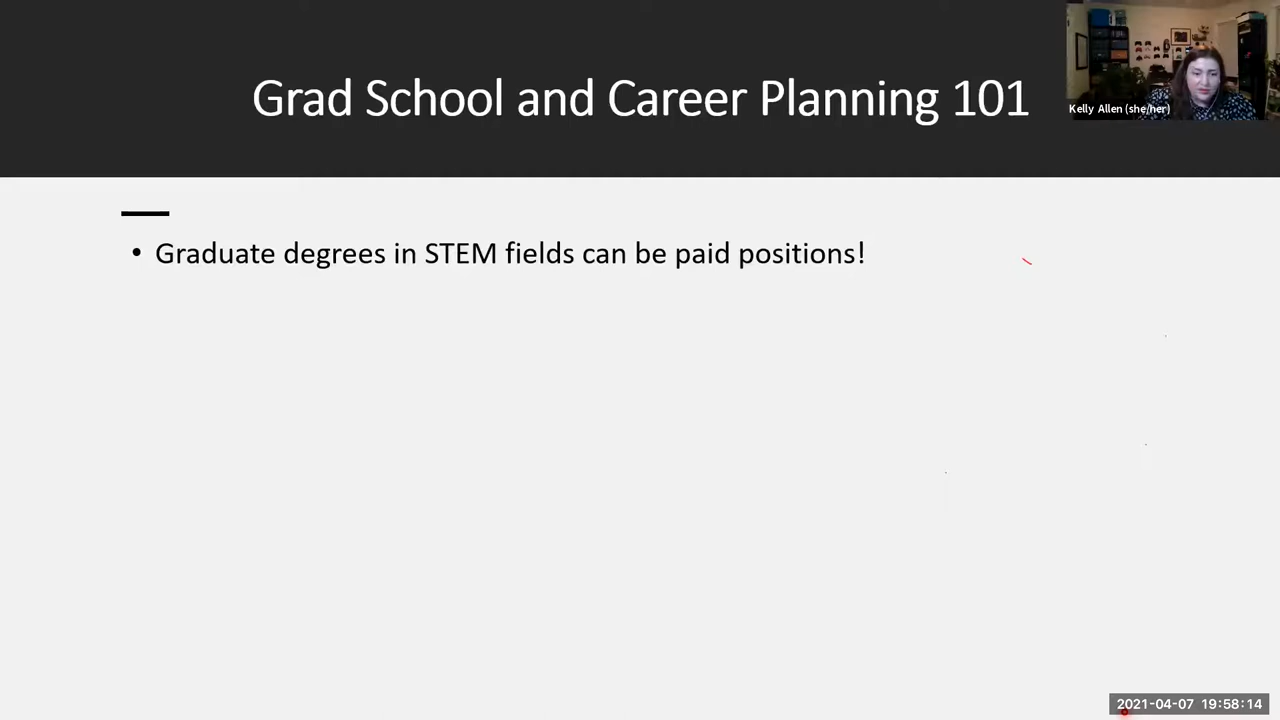 Grad School and Career Planning 101
Kelly Allen (she/her)
• Graduate degrees in STEM fields can be paid positions!
2021-04-07 19:58:14